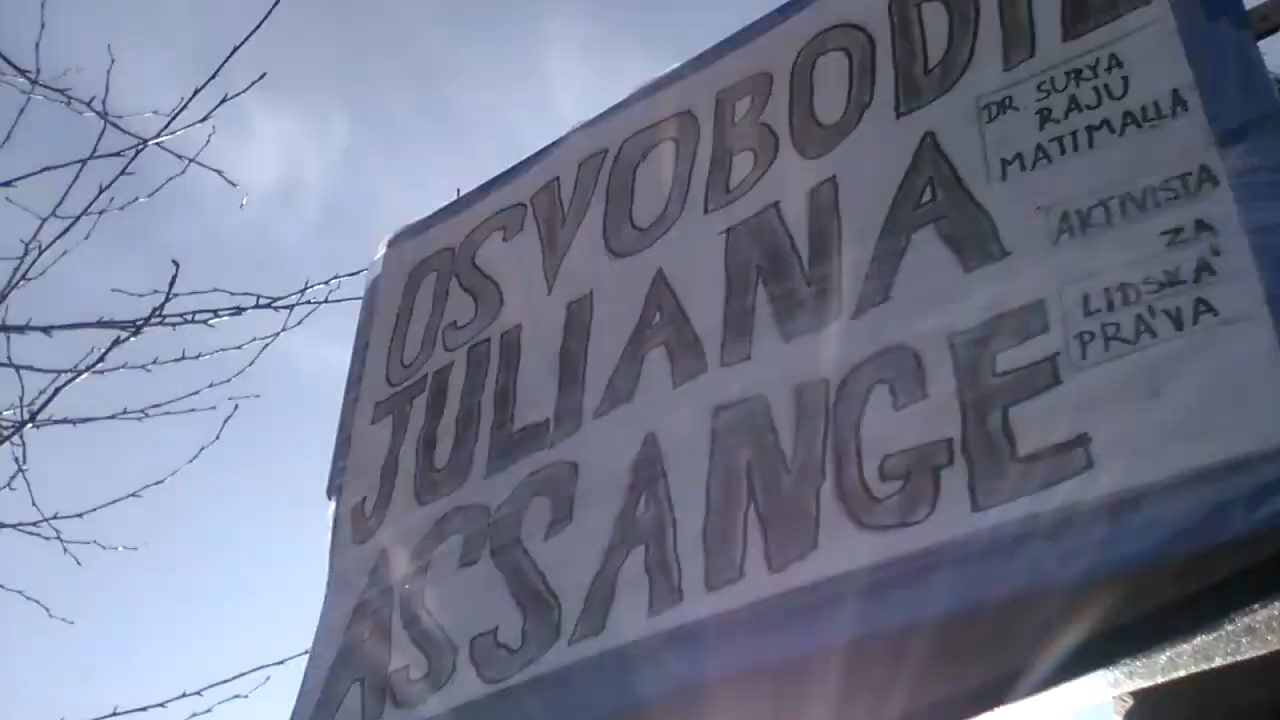 OSVOBODIT
JULIANA
ASSANGE
DR. SURYA
RAJU
MATIMALLA
AKTIVISTA
ZA
LIDSKÁ
PRÁVA